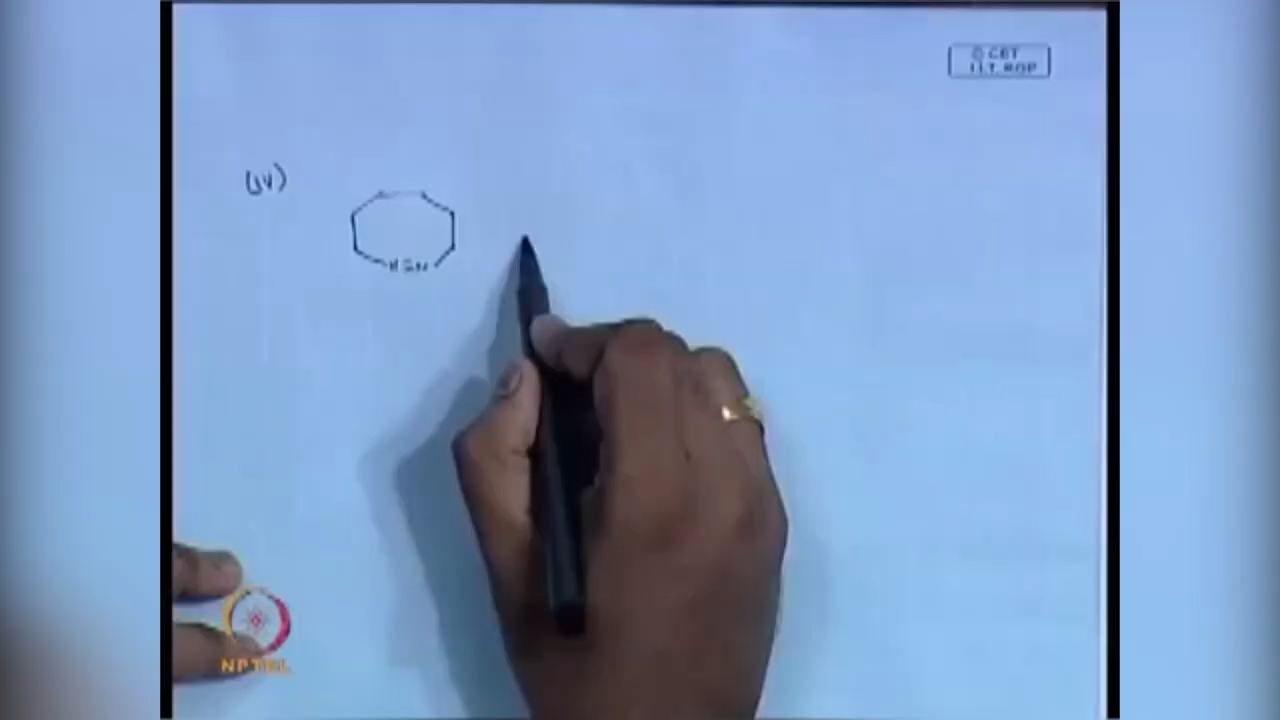 © CET
I.I.T. KGP
(iv)
N=N
NPTEL